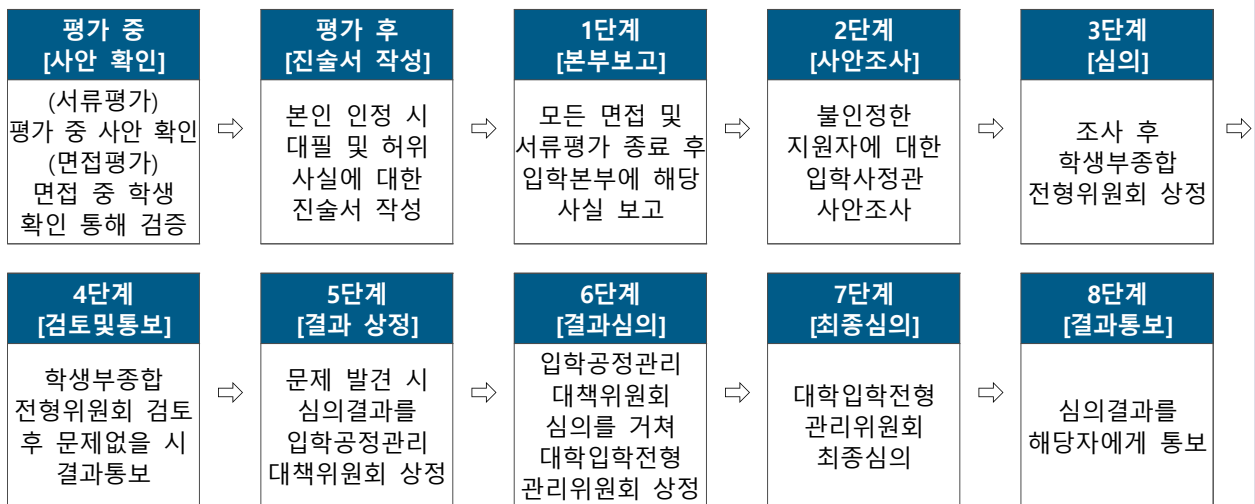 평가 중
[사안 확인]
(서류평가)
평가 중 사안 확인
(면접평가)
면접 중 학생
확인 통해 검증
⇨
평가 후
[진술서 작성]
본인 인정 시
대필 및 허위
사실에 대한
진술서 작성
⇨
1단계
[본부보고]
모든 면접 및
서류평가 종료 후
입학본부에 해당
사실 보고
⇨
2단계
[사안조사]
불인정한
지원자에 대한
입학사정관
사안조사
⇨
3단계
[심의]
조사 후
학생부종합
전형위원회 상정
⇨
4단계
[검토및통보]
학생부종합
전형위원회 검토
후 문제없을 시
결과통보
⇨
5단계
[결과 상정]
문제 발견 시
심의결과를
입학공정관리
대책위원회 상정
⇨
6단계
[결과심의]
입학공정관리
대책위원회
심의를 거쳐
대학입학전형
관리위원회 상정
⇨
7단계
[최종심의]
대학입학전형
관리위원회
최종심의
⇨
8단계
[결과통보]
심의결과를
해당자에게 통보